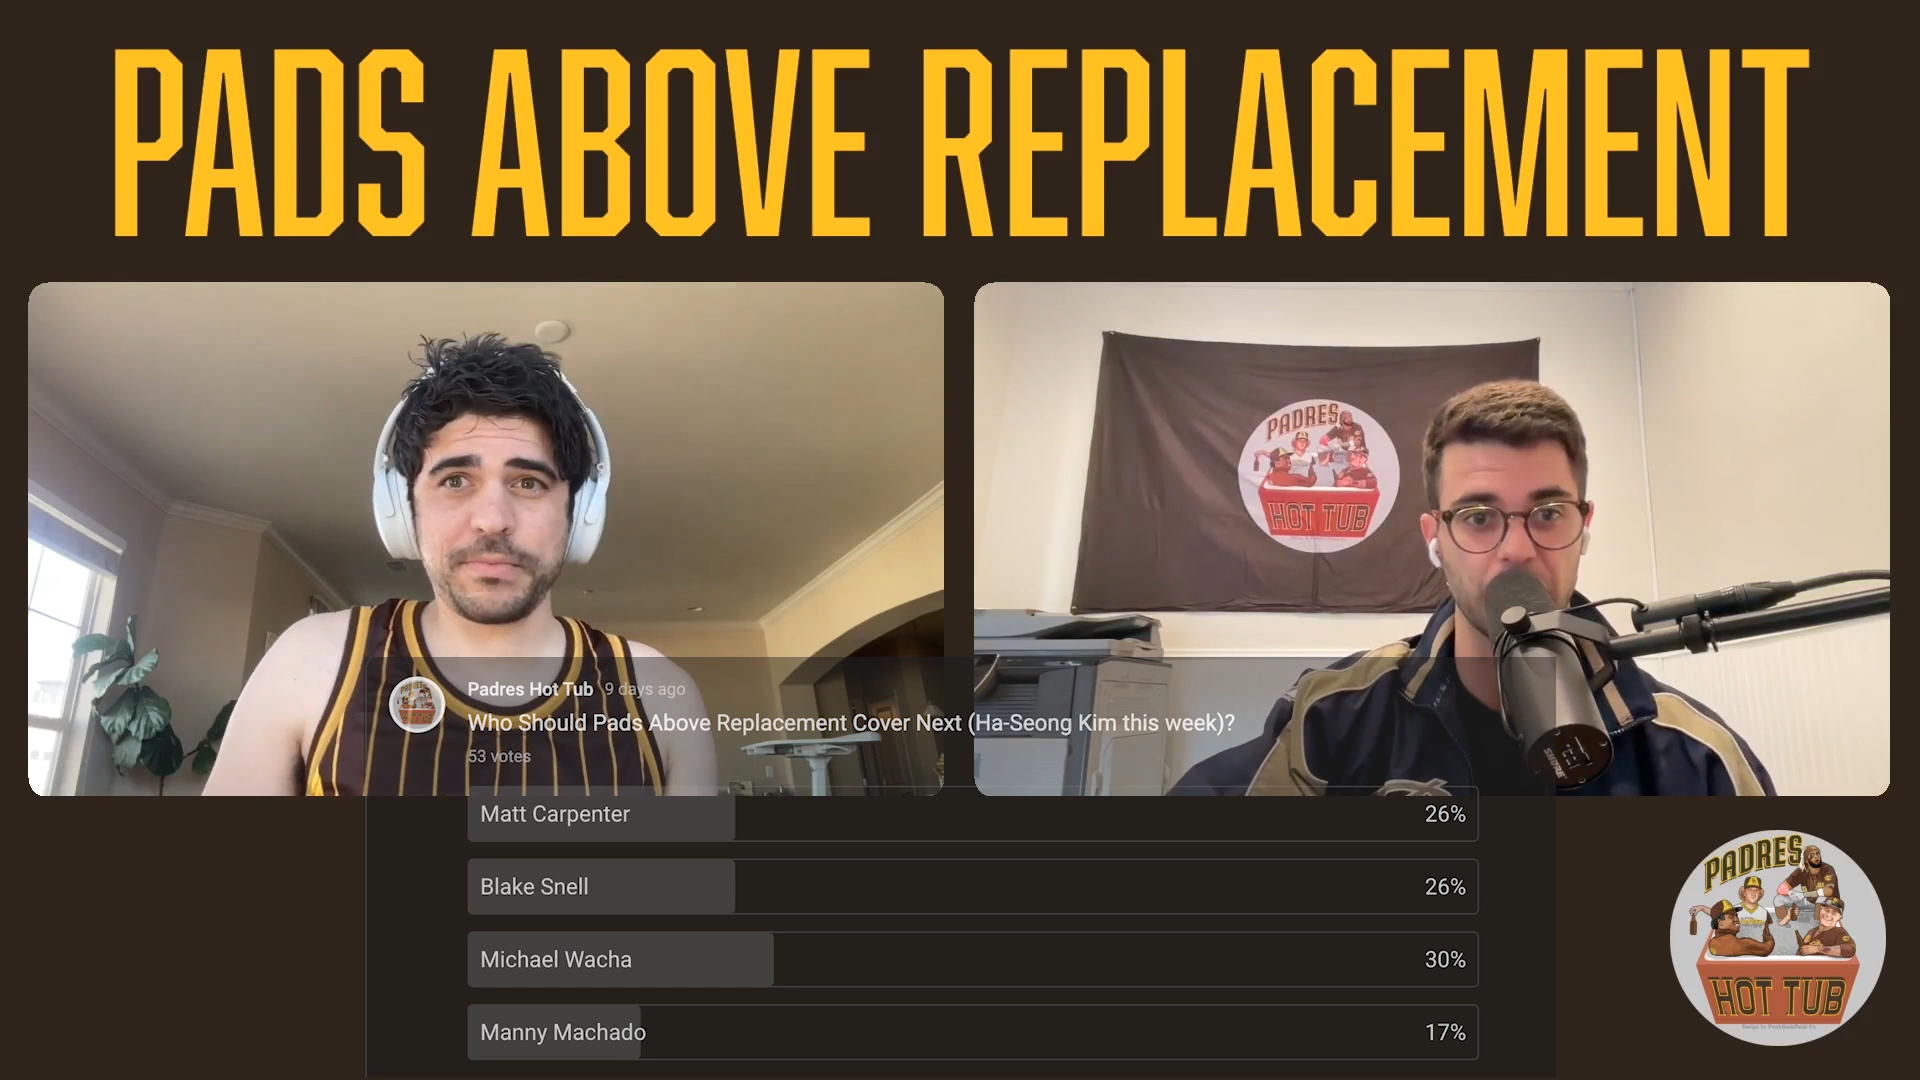 PADS ABOVE REPLACEMENT
PADRES
HOT TUB
SHURE
Padres Hot Tub 9 days ago
Who Should Pads Above Replacement Cover Next (Ha-Seong Kim this week)?
53 votes
Matt Carpenter 26%
Blake Snell 26%
Michael Wacha 30%
Manny Machado 17%
PADRES
HOT TUB